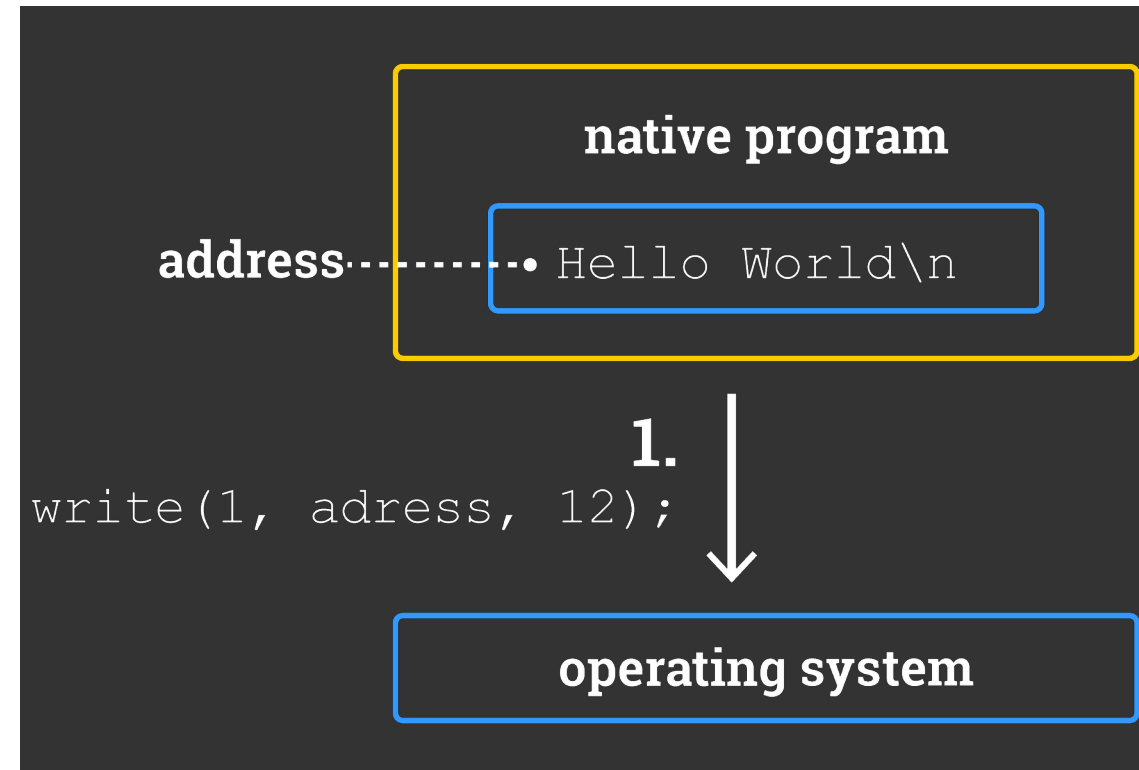 native program
address
Hello World\n
1.
write(1, adress, 12);
operating system